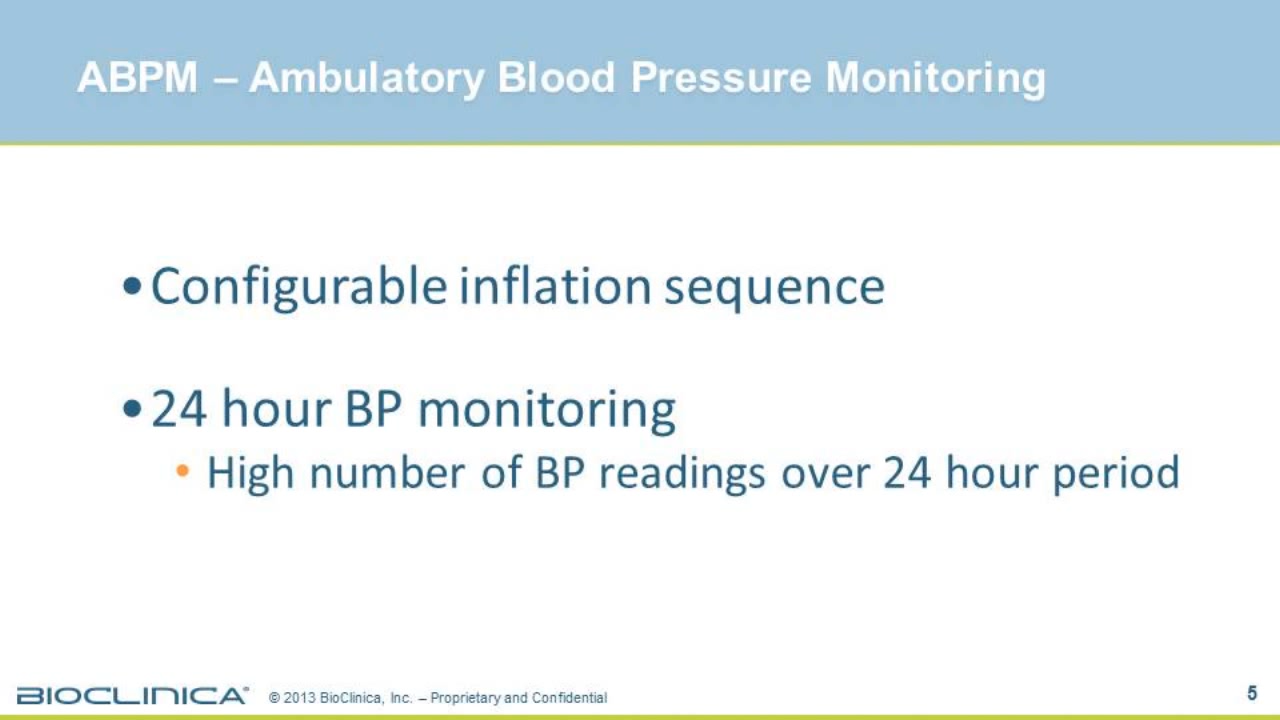 ABPM – Ambulatory Blood Pressure Monitoring
•Configurable inflation sequence
•24 hour BP monitoring
• High number of BP readings over 24 hour period
BIOCLINICA® © 2013 BioClinica, Inc. – Proprietary and Confidential
5